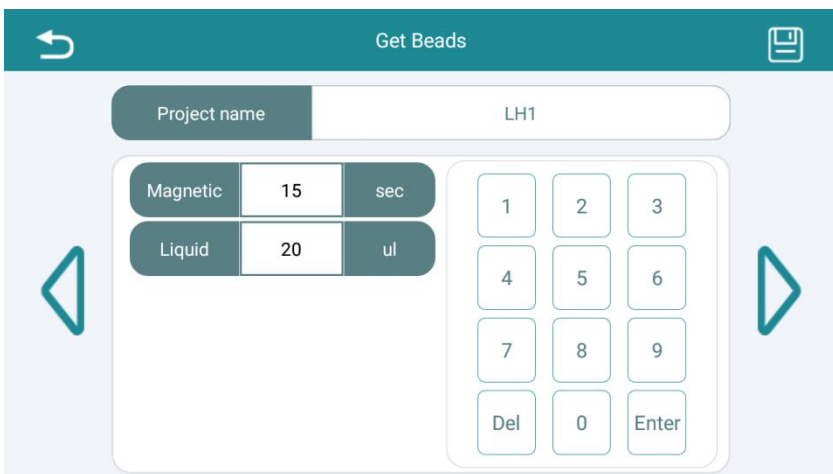 Get Beads
Project name LH1
Magnetic 15 sec
Liquid 20 ul
1 2 3
4 5 6
7 8 9
Del 0 Enter